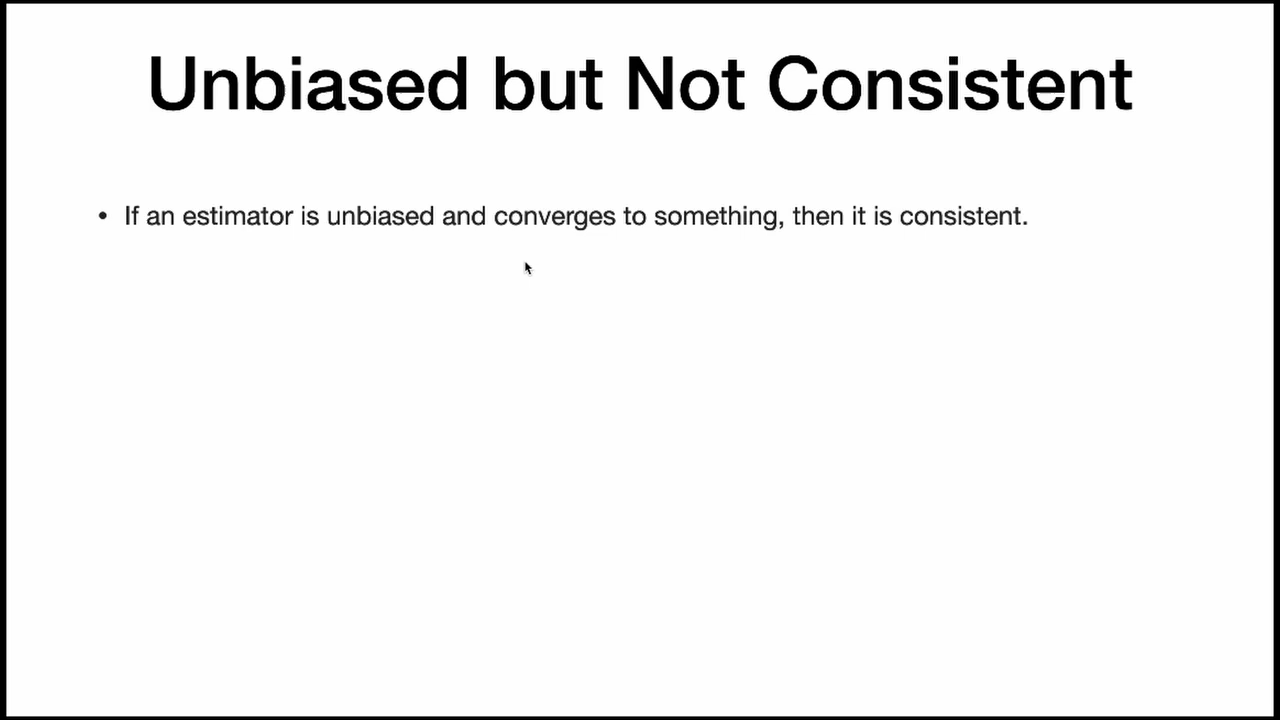 Unbiased but Not Consistent
• If an estimator is unbiased and converges to something, then it is consistent.